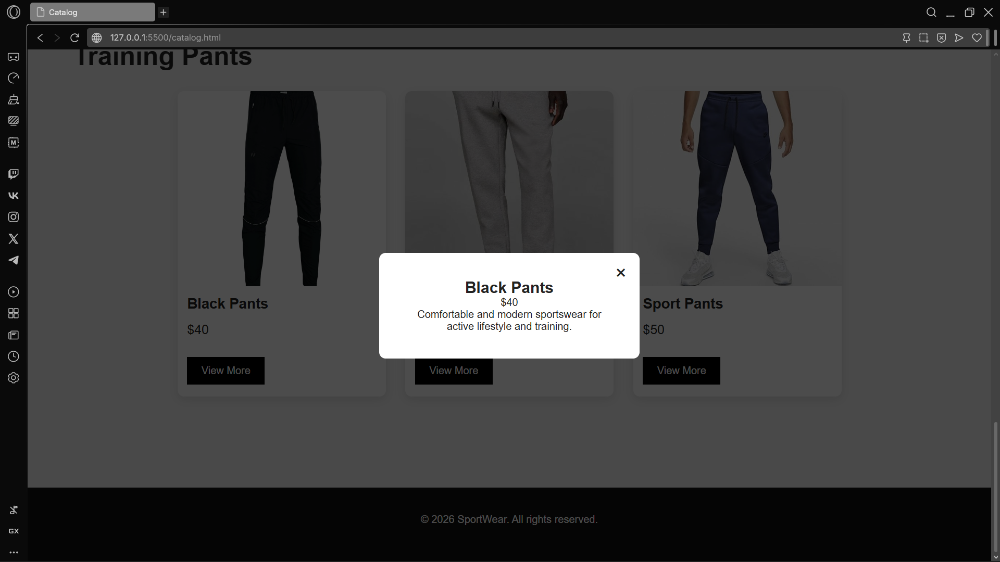 Catalog
127.0.0.1:5500/catalog.html
Training Pants
Black Pants
$40
Comfortable and modern sportswear for
active lifestyle and training.
Black Pants
$40
View More
View More
Sport Pants
$50
View More
© 2026 SportWear. All rights reserved.
M
VK
GX